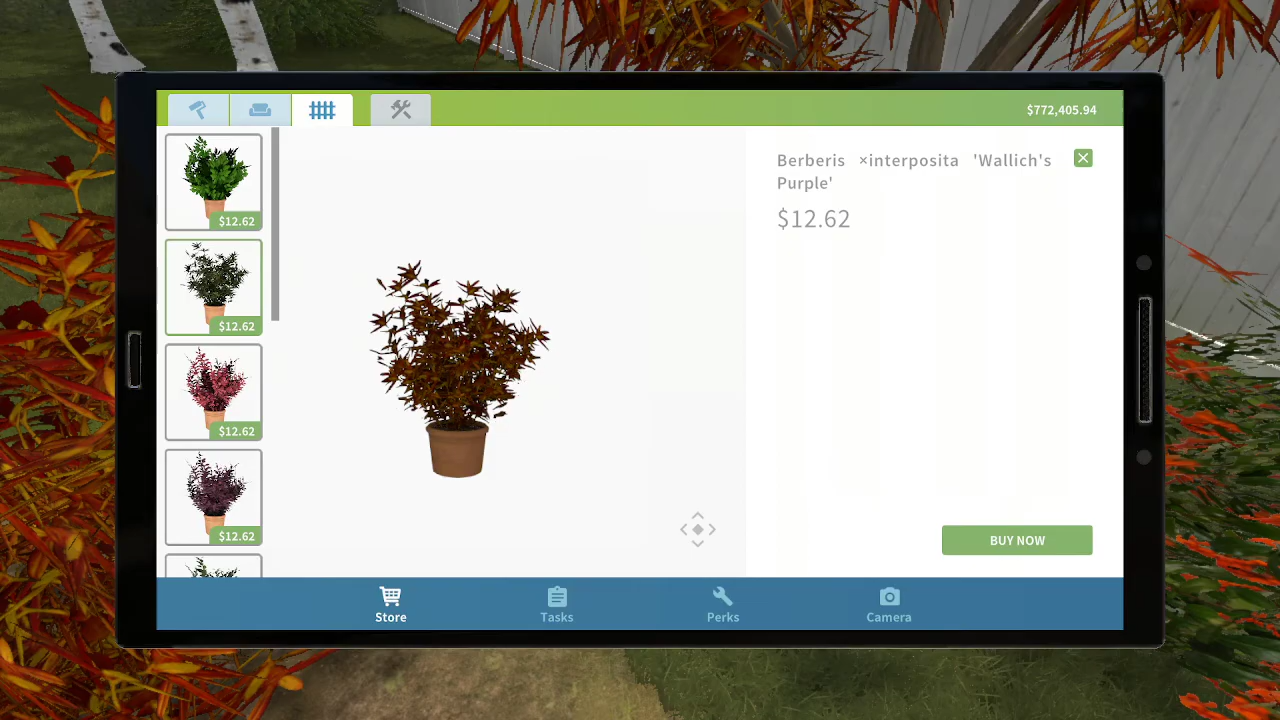 $772,405.94
$12.62
$12.62
$12.62
$12.62
Berberis ×interposita 'Wallich's
Purple'
$12.62
BUY NOW
Store
Tasks
Perks
Camera